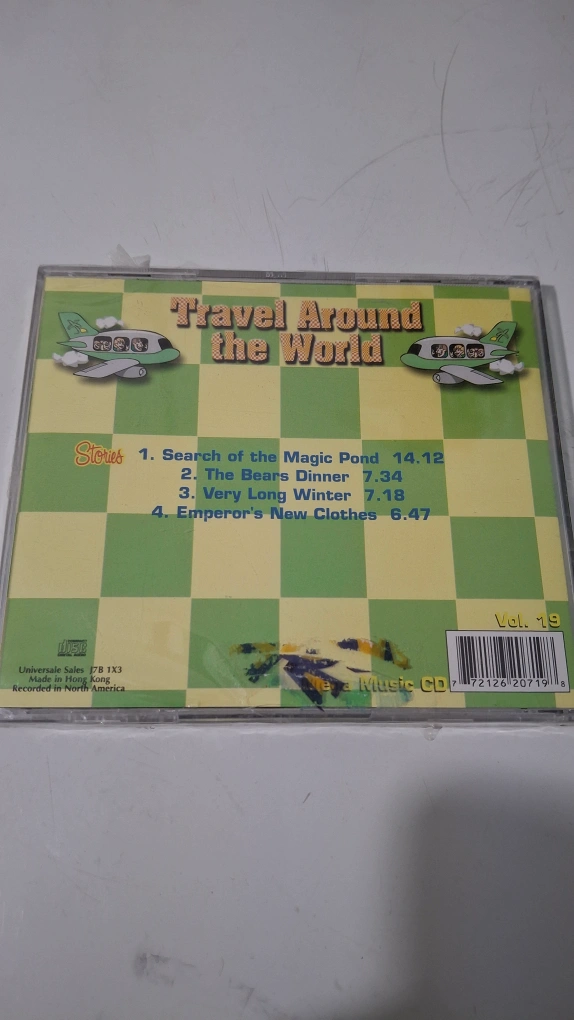 Travel Around
the World
Stories
1. Search of the Magic Pond 14.12
2. The Bears Dinner 7.34
3. Very Long Winter 7.18
4. Emperor's New Clothes 6.47
Vol. 19
Universale Sales J7B 1X3
Made in Hong Kong
Recorded in North America
Music CD
7 72126 20719 8